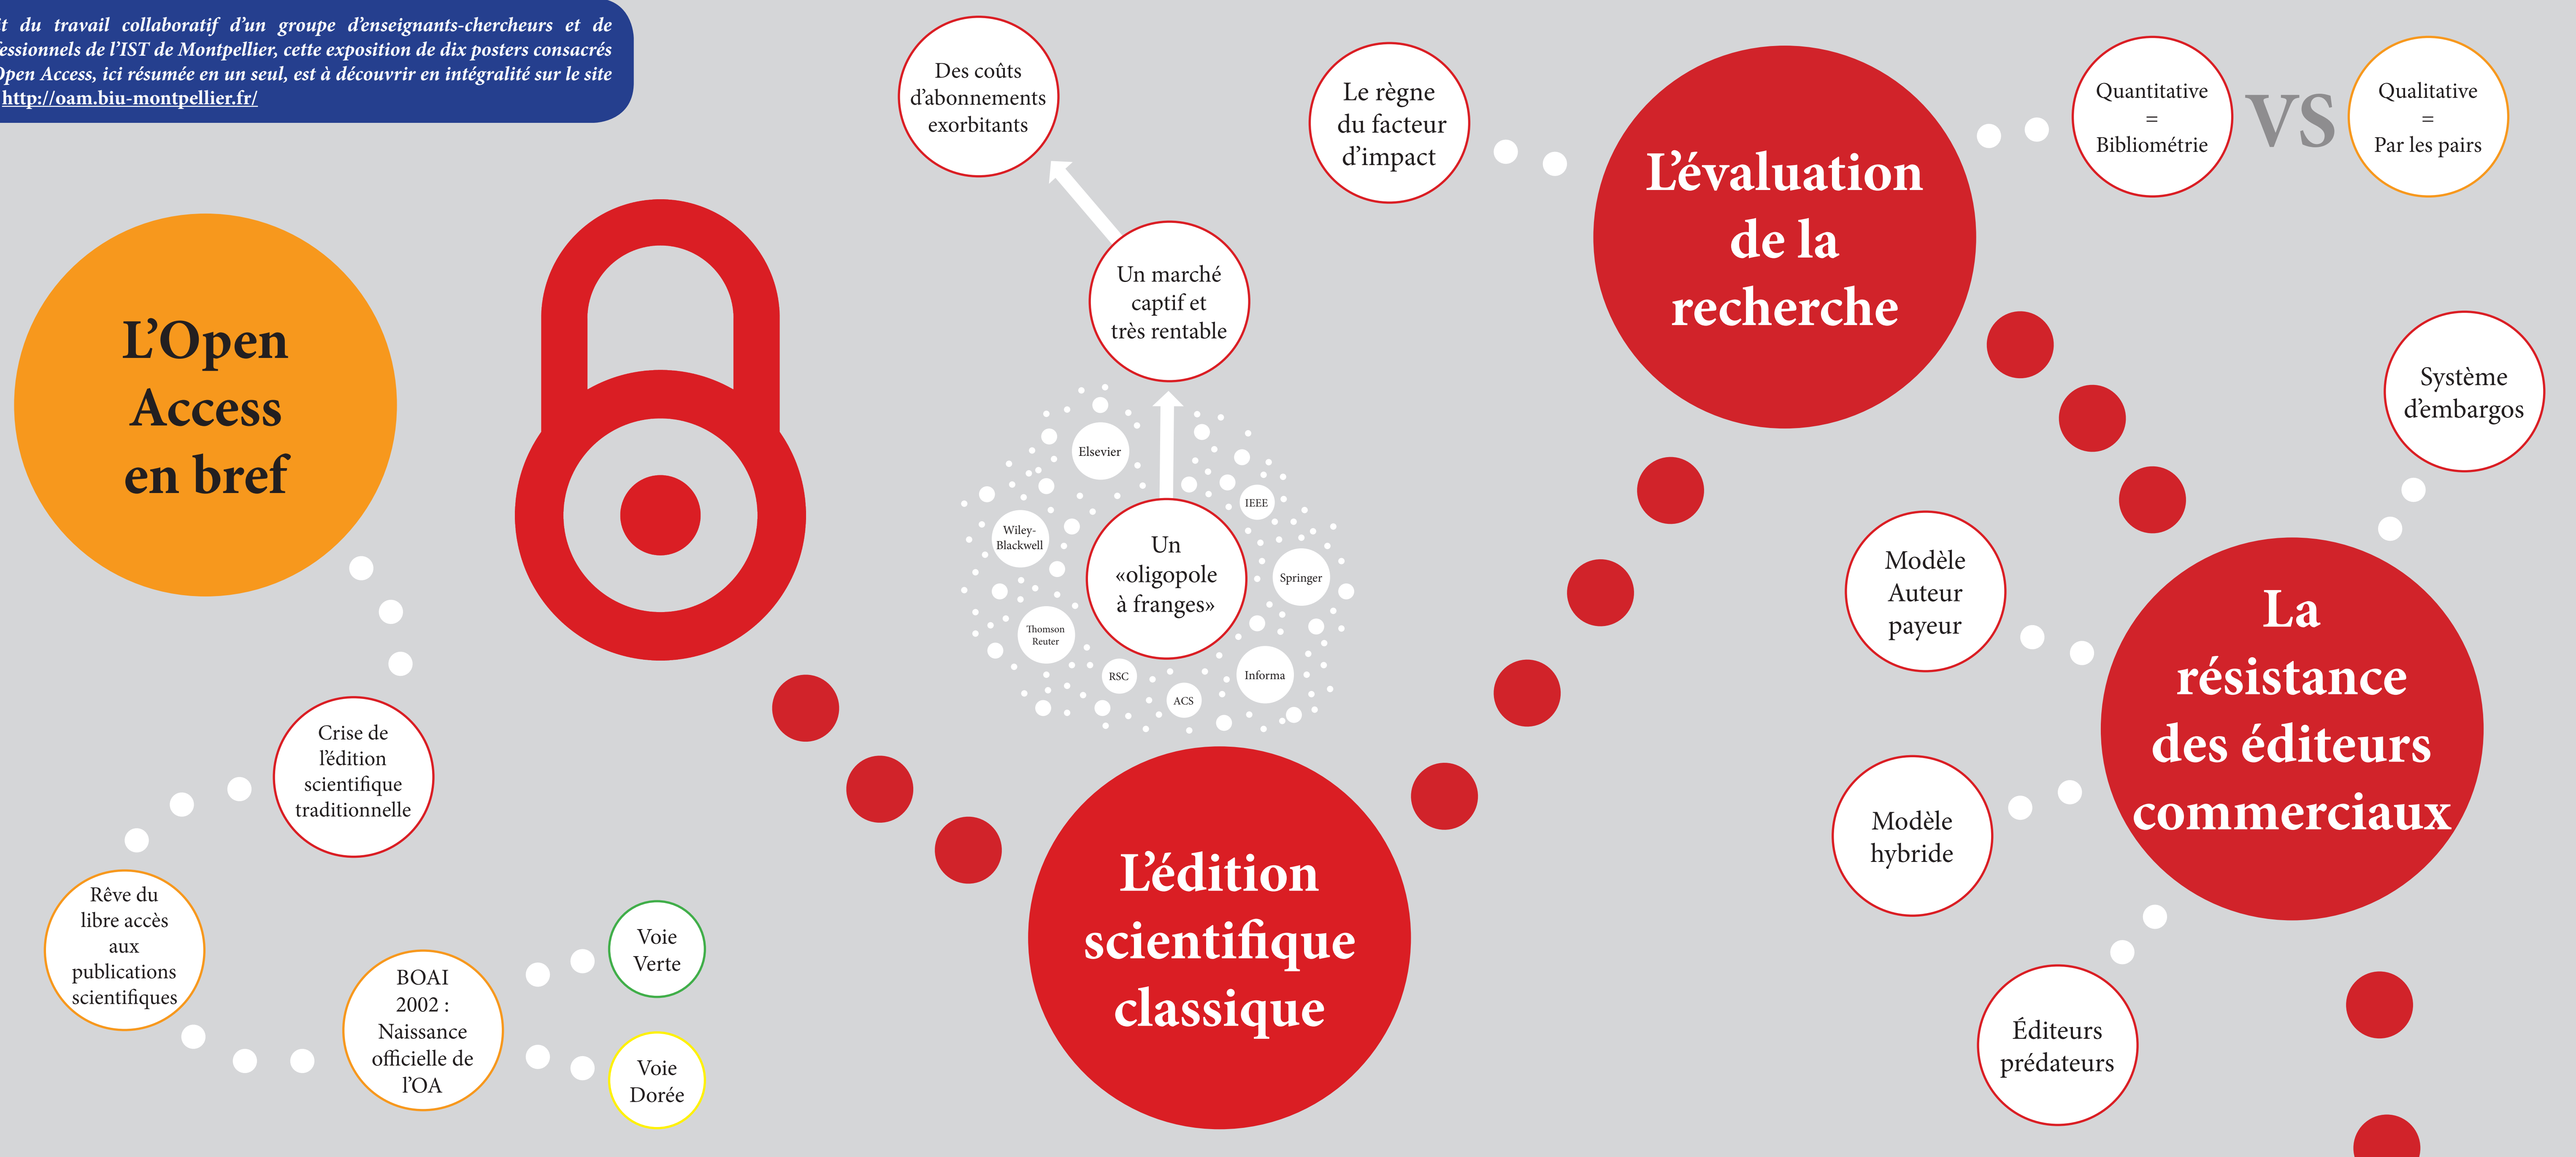 du travail collaboratif d'un groupe d'enseignants-chercheurs et de
de l'IST de Montpellier, cette exposition de dix posters consacrés
Open Access, ici résumée en un seul, est à découvrir en intégralité sur le site
http://oam.biu-montpellier.fr/
L'Open
Access
en bref
Crise de
l'édition
scientifique
traditionnelle
Rêve du
libre accès
aux
publications
scientifiques
BOAI
2002 :
Naissance
officielle de
l'OA
Voie
Verte
Voie
Dorée
Des coûts
d'abonnements
exorbitants
Un marché
captif et
très rentable
Elsevier
IEEE
Wiley-
Blackwell
Un
«oligopole
à franges»
Springer
Thomson
Reuter
RSC
ACS
Informa
L'édition
scientifique
classique
Le règne
du facteur
d'impact
L'évaluation
de la
recherche
Quantitative
=
Bibliométrie
VS
Qualitative
=
Par les pairs
Système
d'embargos
Modèle
Auteur
payeur
La
résistance
des éditeurs
commerciaux
Modèle
hybride
Éditeurs
prédateurs